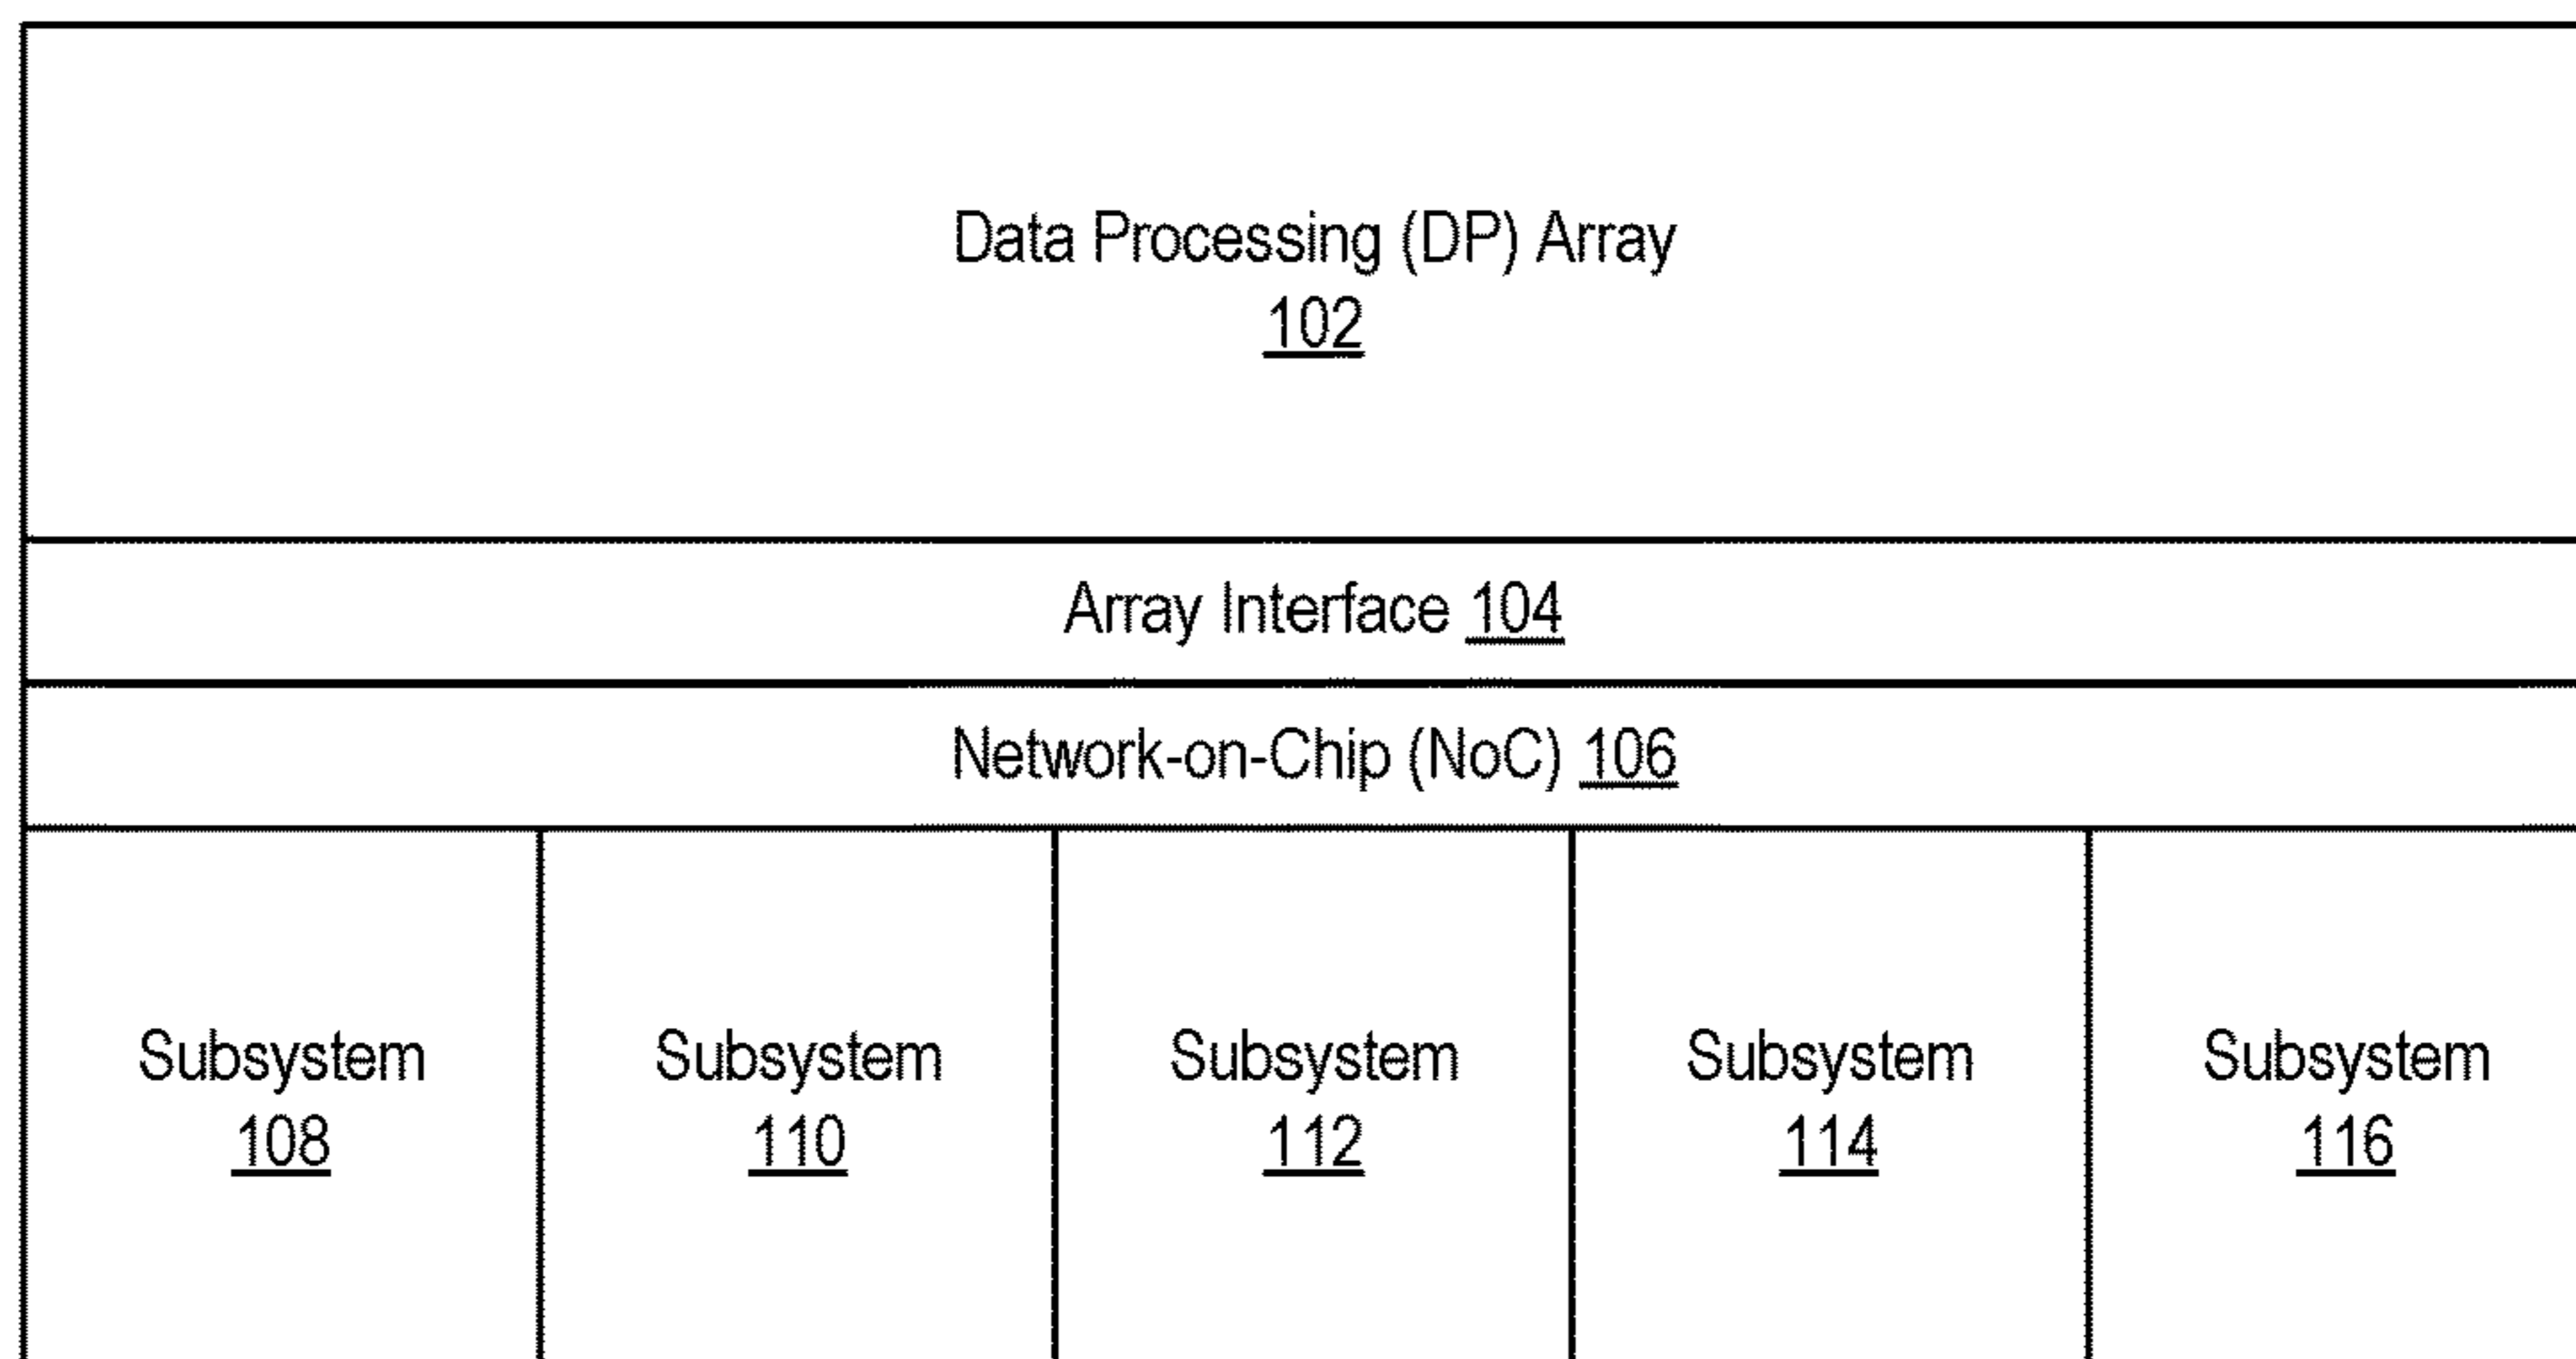 Data Processing (DP) Array
102
Array Interface 104
Network-on-Chip (NoC) 106
Subsystem
108
Subsystem
110
Subsystem
112
Subsystem
114
Subsystem
116